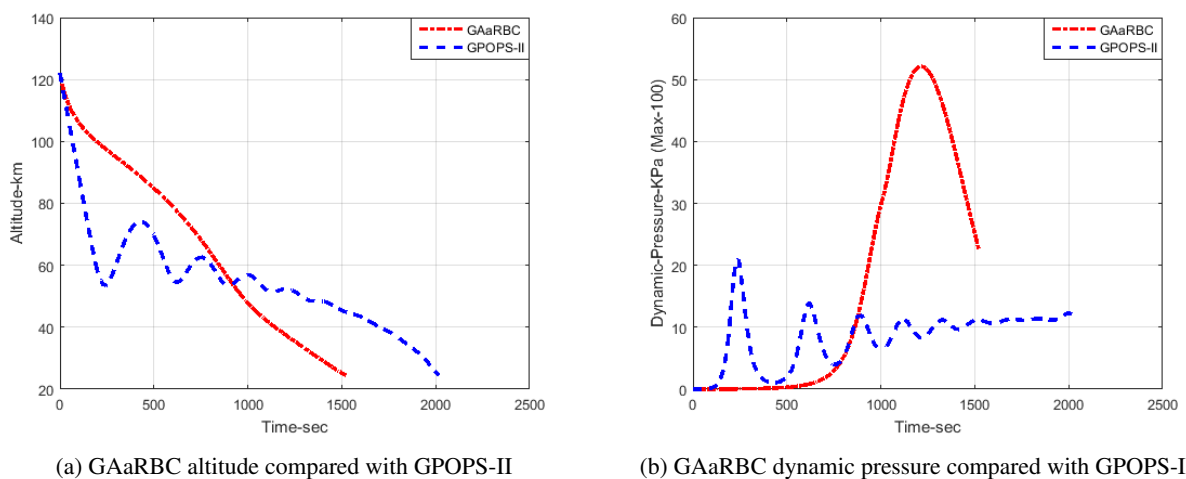 140
120
100
80
60
40
20
Altitude-km
0
500
1000
1500
2000
2500
Time-sec
GAaRBC
GPOPS-II
(a) GAaRBC altitude compared with GPOPS-II
60
50
40
30
20
10
0
Dynamic-Pressure-KPa (Max-100)
0
500
1000
1500
2000
2500
Time-sec
GAaRBC
GPOPS-II
(b) GAaRBC dynamic pressure compared with GPOPS-I